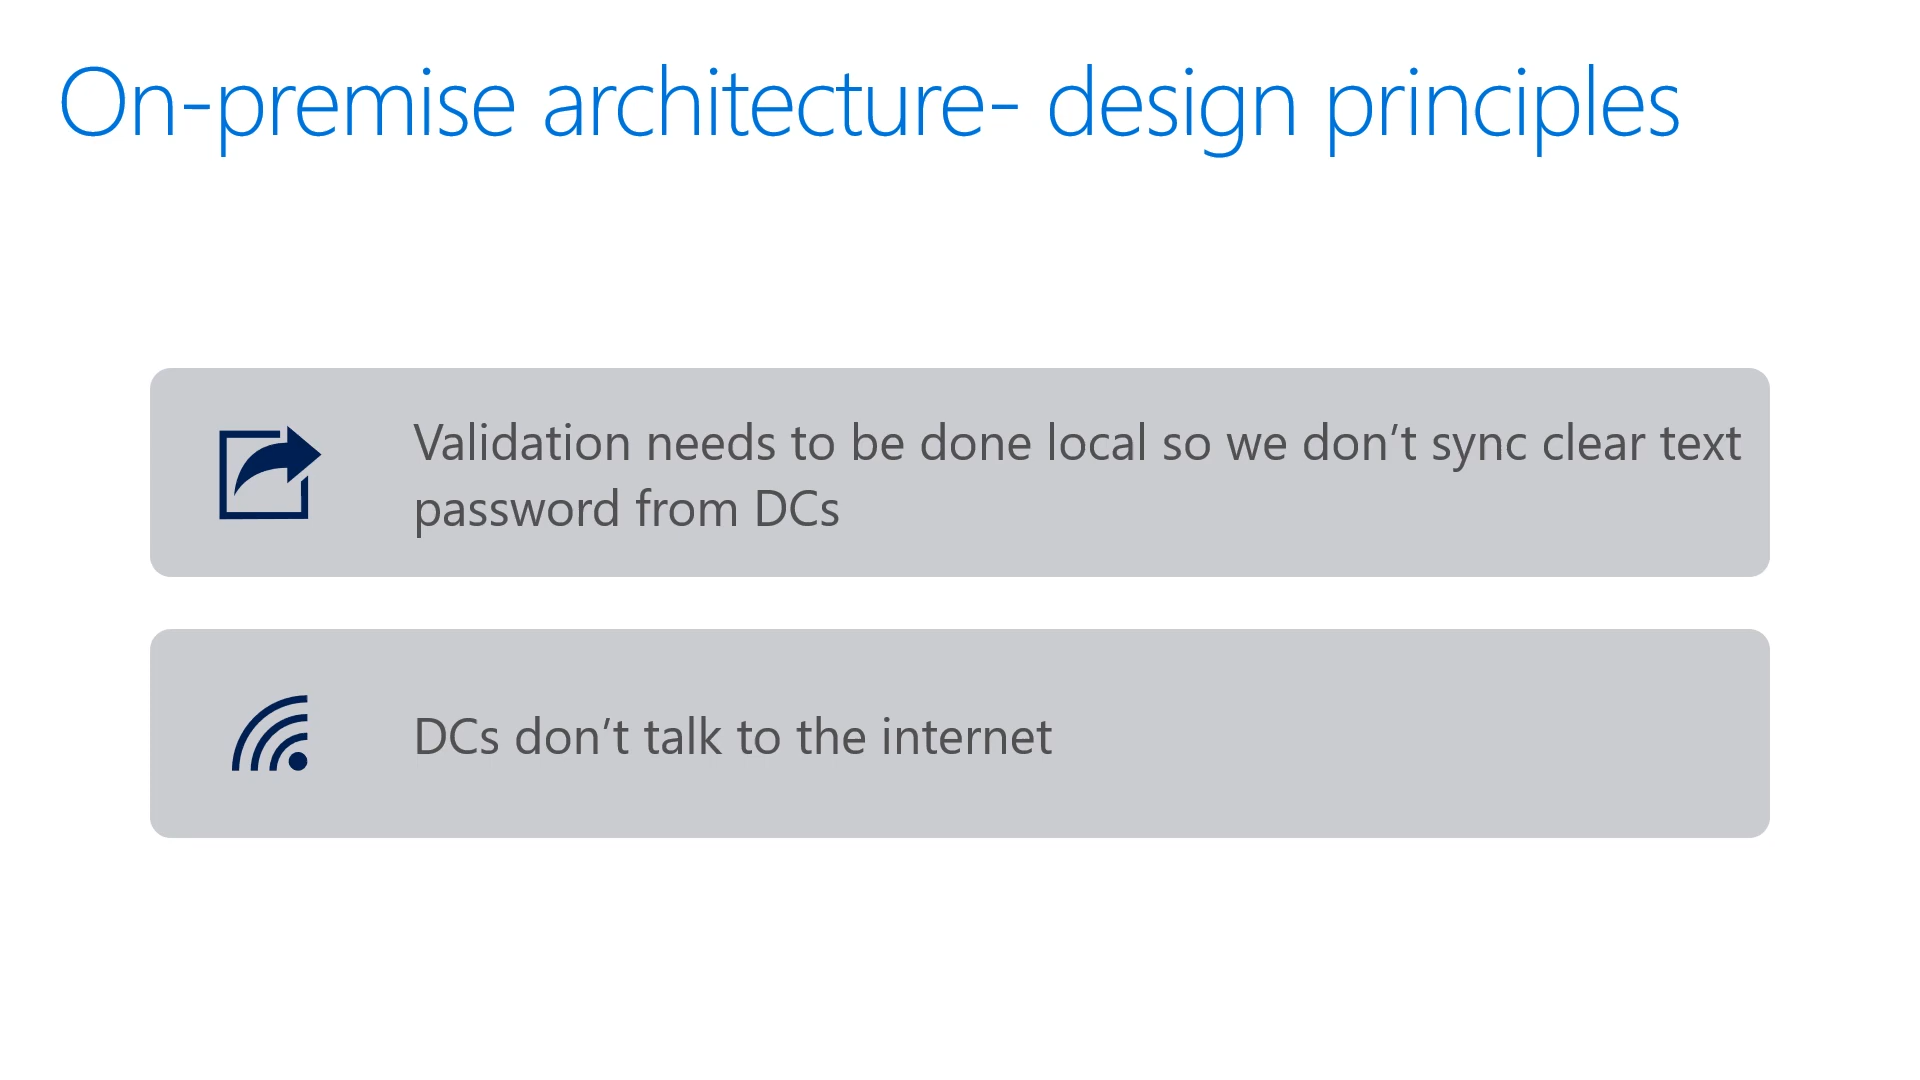 On-premise architecture- design principles
Validation needs to be done local so we don’t sync clear text
password from DCs
DCs don’t talk to the internet